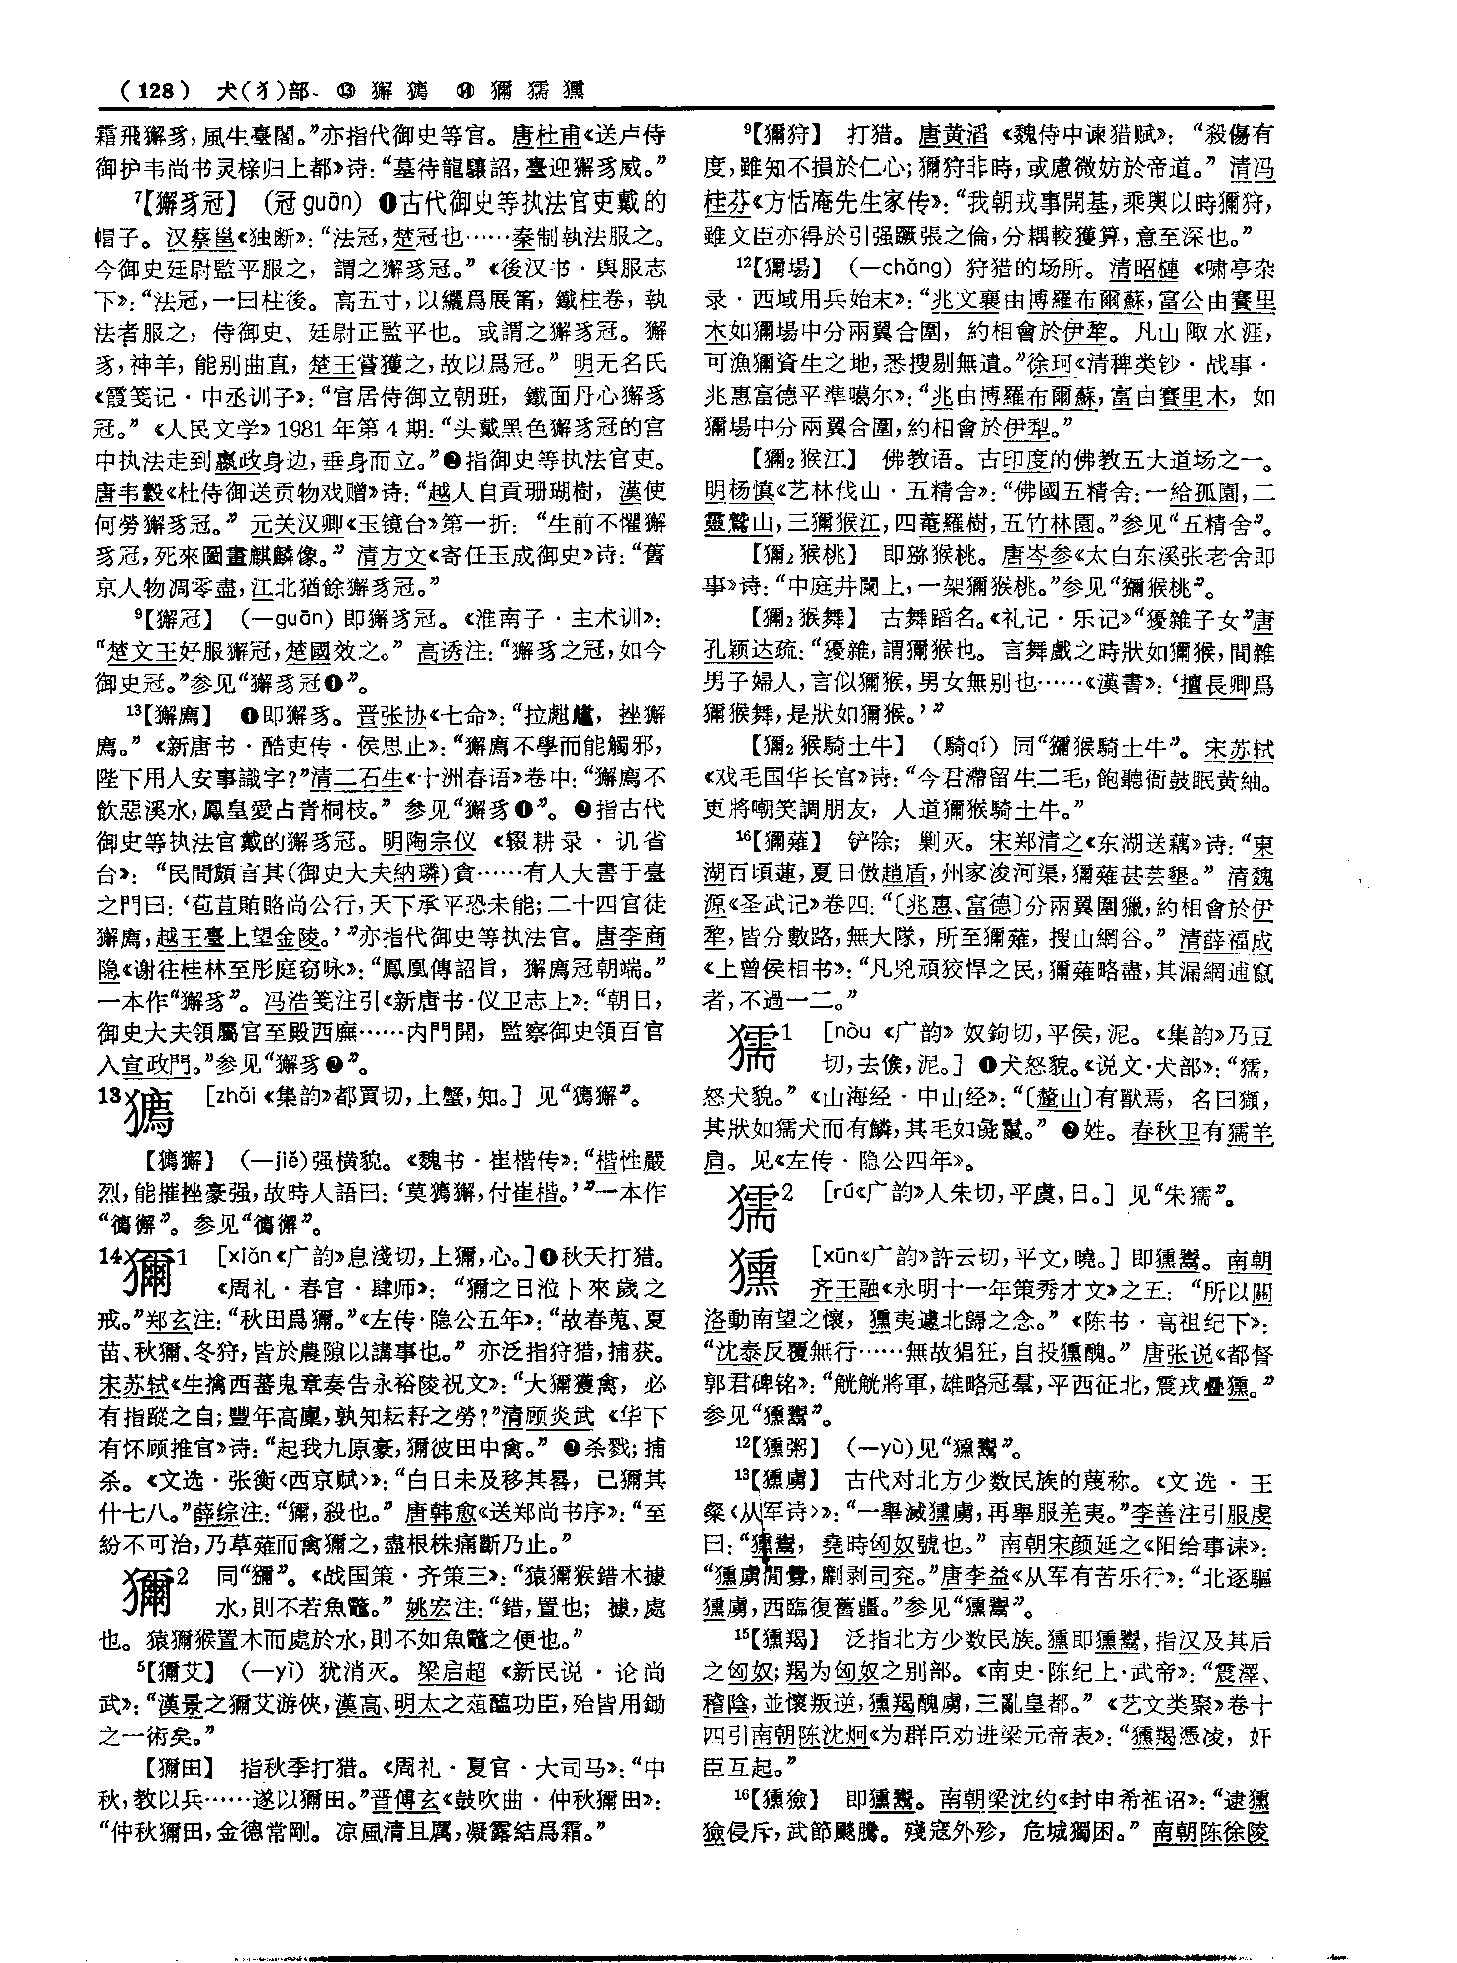 （128） 犬(犭)部 ⑬ 獬 獁 ⑭ 獮 獳 獯
霜飛獬豸，風生臺閣。”亦指代御史等官。唐杜甫《送卢侍
御护韦尚书灵榇归上都》诗：“墓待龍驤詔，臺迎獬豸威。”
7【獬豸冠】 （冠 guān）❶古代御史等执法官吏戴的
帽子。汉蔡邕《独断》：“法冠，楚冠也……秦制執法服之。
今御史廷尉監平服之，謂之獬豸冠。”《後汉书·舆服志
下》：“法冠，一曰柱後。高五寸，以纚爲展筩，鐵柱卷，執
法者服之，侍御史、廷尉正監平也。或謂之獬豸冠。獬
豸，神羊，能别曲直，楚王嘗獲之，故以爲冠。”明无名氏
《霞笺记·中丞训子》：“官居侍御立朝班，鐵面丹心獬豸
冠。”《人民文学》1981年第4期：“头戴黑色獬豸冠的宫
中执法走到嬴政身边，垂身而立。”❷指御史等执法官吏。
唐韦縠《杜侍御送贡物戏赠》诗：“越人自貢珊瑚樹，漢使
何勞獬豸冠。”元关汉卿《玉镜台》第一折：“生前不懼獬
豸冠，死來圖畫麒麟像。”清方文《寄任玉成御史》诗：“舊
京人物凋零盡，江北猶餘獬豸冠。”
9【獬冠】 （—guān）即獬豸冠。《淮南子·主术训》：
“楚文王好服獬冠，楚國效之。”高诱注：“獬豸之冠，如今
御史冠。”参见“獬豸冠❶”。
13【獬廌】 ❶即獬豸。晋张协《七命》：“拉甝，挫獬
廌。”《新唐书·酷吏传·侯思止》：“獬廌不學而能觸邪，
陛下用人安事識字？”清二石生《十洲春语》卷中：“獬廌不
飲惡溪水，鳳皇愛占青桐枝。”参见“獬豸❶”。❷指古代
御史等执法官戴的獬豸冠。明陶宗仪《辍耕录·讥省
台》：“民間頗言其（御史大夫納璘）貪……有人大書于臺
之門曰：‘苞苴賄賂尚公行，天下承平恐未能；二十四官徒
獬廌，越王臺上望金陵。’”亦指代御史等执法官。唐李商
隐《谢往桂林至彤庭窃咏》：“鳳凰傳詔旨，獬廌冠朝端。”
一本作“獬豸”。冯浩笺注引《新唐书·仪卫志上》：“朝日，
御史大夫領屬官至殿西廡……内門開，監察御史領百官
入宣政門。”参见“獬豸❷”。
13獁 ［zhǎi《集韵》都買切，上蟹，知。］见“獁獬”。
【獁獬】 （—jiě）强横貌。《魏书·崔楷传》：“楷性嚴
烈，能摧挫豪强，故時人語曰：‘莫獁獬，付崔楷。’”一本作
“傿懈”。参见“傿懈”。
14獮1 ［xiǎn《广韵》息淺切，上獮，心。］❶秋天打猎。
《周礼·春官·肆师》：“獮之日涖卜來歲之
戒。”郑玄注：“秋田爲獮。”《左传·隐公五年》：“故春蒐、夏
苗、秋獮、冬狩，皆於農隙以講事也。”亦泛指狩猎，捕获。
宋苏轼《生擒西蕃鬼章奏告永裕陵祝文》：“大獮獲禽，必
有指蹤之自；豐年高廩，孰知耘耔之勞？”清顾炎武《华下
有怀顾推官》诗：“起我九原豪，獮彼田中禽。”❷杀戮；捕
杀。《文选·张衡〈西京赋〉》：“白日未及移其晷，已獮其
什七八。”薛综注：“獮，殺也。”唐韩愈《送郑尚书序》：“至
紛不可治，乃草薙而禽獮之，盡根株痛斷乃止。”
獮2 同“獼”。《战国策·齐策三》：“猿獮猴錯木據
水，則不若魚鼈。”姚宏注：“錯，置也；據，處
也。猿獮猴置木而處於水，則不如魚鼈之便也。”
5【獮艾】 （—yì）犹消灭。梁启超《新民说·论尚
武》：“漢景之獮艾游俠，漢高、明太之葅醢功臣，殆皆用鋤
之一術矣。”
【獮田】 指秋季打猎。《周礼·夏官·大司马》：“中
秋，教以兵……遂以獮田。”晋傅玄《鼓吹曲·仲秋獮田》：
“仲秋獮田，金德常剛。凉風清且厲，凝露結爲霜。”
9【獮狩】 打猎。唐黄滔《魏侍中谏猎赋》：“殺傷有
度，雖知不損於仁心；獮狩非時，或慮微妨於帝道。”清冯
桂芬《方恬庵先生家传》：“我朝戎事開基，乘輿以時獮狩，
雖文臣亦得於引强蹶張之倫，分耦較獲算，意至深也。”
12【獮場】 （—chǎng）狩猎的场所。清昭槤《啸亭杂
录·西域用兵始末》：“兆文襄由博羅布爾蘇，富公由賽里
木如獮場中分兩翼合圍，約相會於伊犂。凡山陬水涯，
可漁獮資生之地，悉搜剔無遺。”徐珂《清稗类钞·战事·
兆惠富德平準噶尔》：“兆由博羅布爾蘇，富由賽里木，如
獮場中分兩翼合圍，約相會於伊犁。”
【獮2猴江】 佛教语。古印度的佛教五大道场之一。
明杨慎《艺林伐山·五精舍》：“佛國五精舍：一給孤園，二
靈鷲山，三獮猴江，四菴羅樹，五竹林園。”参见“五精舍”。
【獮2猴桃】 即猕猴桃。唐岑参《太白东溪张老舍即
事》诗：“中庭井闌上，一架獮猴桃。”参见“獼猴桃”。
【獮2猴舞】 古舞蹈名。《礼记·乐记》“獶雜子女”唐
孔颖达疏：“獶雜，謂獮猴也。言舞戲之時狀如獮猴，間雜
男子婦人，言似獮猴，男女無别也……《漢書》：‘擅長卿爲
獮猴舞，是狀如獮猴。’”
【獮2猴騎土牛】 （騎qí）同“獼猴騎土牛”。宋苏轼
《戏毛国华长官》诗：“今君滯留生二毛，飽聽衙鼓眠黄紬。
更將嘲笑調朋友，人道獮猴騎土牛。”
16【獮薙】 铲除；剿灭。宋郑清之《东湖送藕》诗：“東
湖百頃蓮，夏日傚趙盾，州家浚河渠，獮薙甚芸墾。”清魏
源《圣武记》卷四：“〔兆惠、富德〕分兩翼圍獵，約相會於伊
犂，皆分數路，無大隊，所至獮薙，搜山網谷。”清薛福成
《上曾侯相书》：“凡兇頑狡悍之民，獮薙略盡，其漏網逋竄
者，不過一二。”
獳1 ［nòu《广韵》奴鉤切，平侯，泥。《集韵》乃豆
切，去候，泥。］❶犬怒貌。《说文·犬部》：“獳，
怒犬貌。”《山海经·中山经》：“〔釐山〕有獸焉，名曰獺，
其狀如獳犬而有鱗，其毛如彘鬣。”❷姓。春秋卫有獳羊
肩。见《左传·隐公四年》。
獳2 ［rú《广韵》人朱切，平虞，日。］见“朱獳”。
獯 ［xūn《广韵》許云切，平文，曉。］即獯鬻。南朝
齐王融《永明十一年策秀才文》之五：“所以關
洛動南望之懷，獯夷遽北歸之念。”《陈书·高祖纪下》：
“沈泰反覆無行……無故猖狂，自投獯醜。”唐张说《都督
郭君碑铭》：“觥觥將軍，雄略冠羣，平西征北，震戎疊獯。”
参见“獯鬻”。
12【獯粥】 （—yù）见“獯鬻”。
13【獯虜】 古代对北方少数民族的蔑称。《文选·王
粲〈从军诗〉》：“一舉滅獯虜，再舉服羌夷。”李善注引服虔
曰：“獯鬻，堯時匈奴號也。”南朝宋颜延之《阳给事诔》：
“獯虜間釁，劘剥司兖。”唐李益《从军有苦乐行》：“北逐驅
獯虜，西臨復舊疆。”参见“獯鬻”。
15【獯羯】 泛指北方少数民族。獯即獯鬻，指汉及其后
之匈奴；羯为匈奴之别部。《南史·陈纪上·武帝》：“震澤、
稽陰，並懷叛逆，獯羯醜虜，三亂皇都。”《艺文类聚》卷十
四引南朝陈沈炯《为群臣劝进梁元帝表》：“獯羯憑凌，奸
臣互起。”
16【獯獫】 即獯鬻。南朝梁沈约《封申希祖诏》：“逮獯
獫侵斥，武節颷騰。殘寇外殄，危城獨困。”南朝陈徐陵